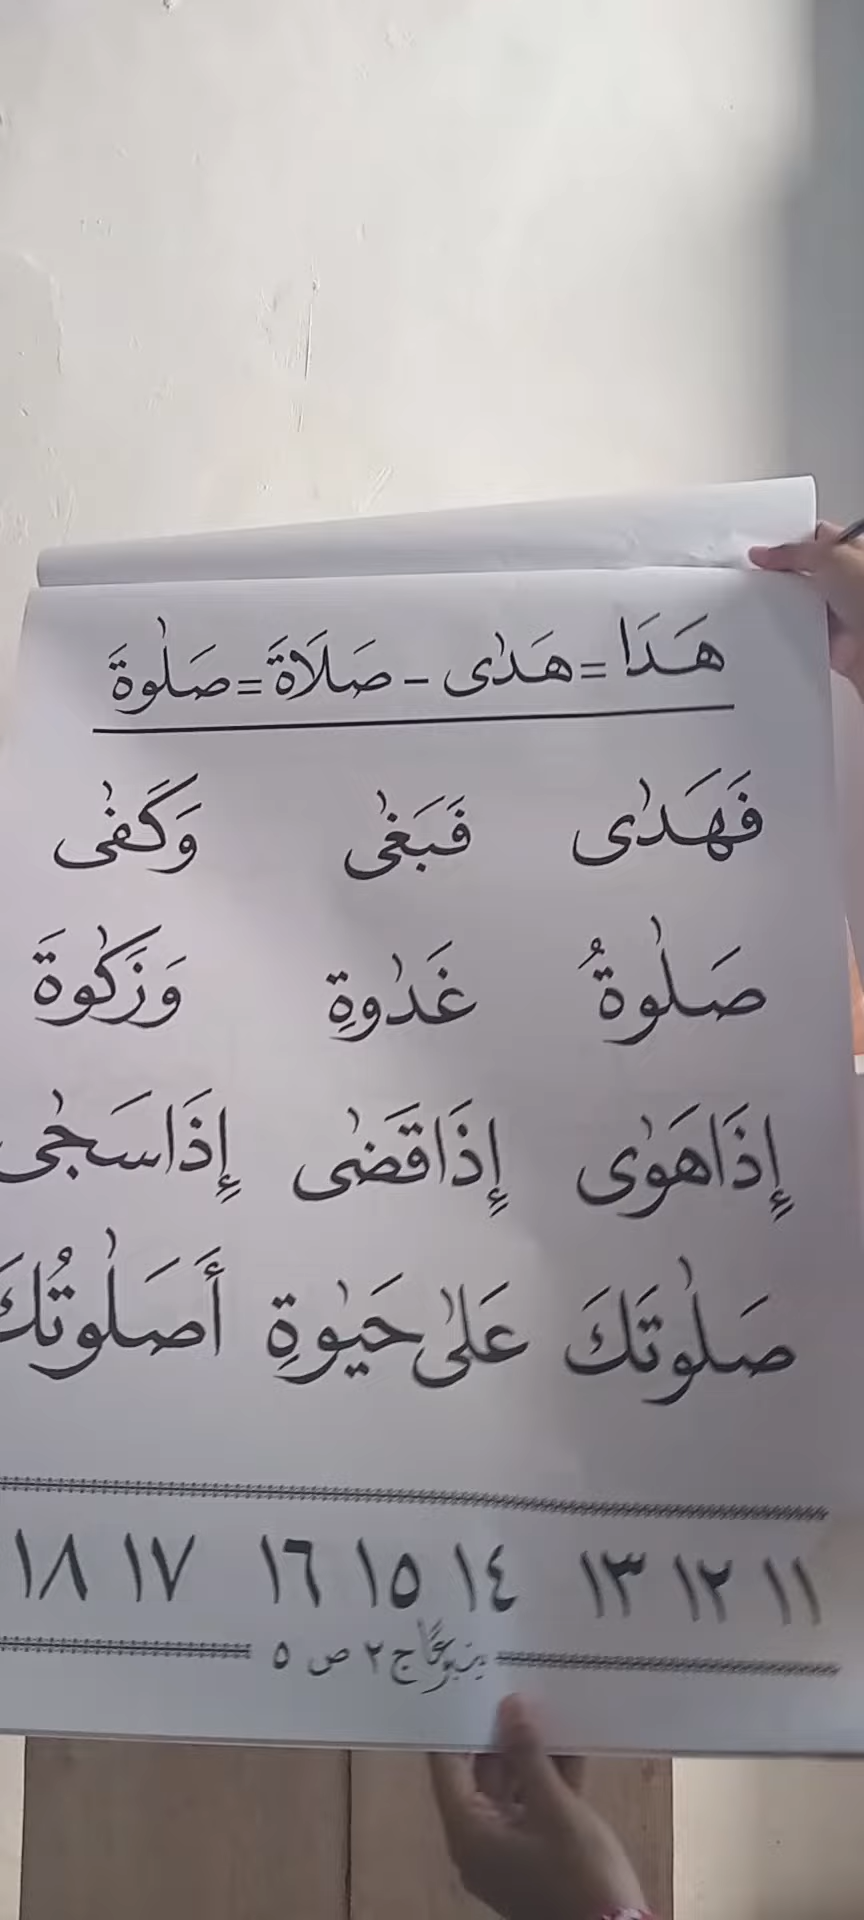 هَدَا = هَدٰى - صَلَاةَ = صَلٰوةَ
فَهَدٰى فَبَغٰى وَكَفٰى
صَلٰوةُ غَدٰوةِ وَزَكٰوةَ
إِذَاهَوٰى إِذَاقَضٰى إِذَاسَجٰى
صَلٰوتَكَ عَلٰى حَيٰوةِ أَصَلٰوتُكَ
١١ ١٢ ١٣ ١٤ ١٥ ١٦ ١٧ ١٨
ينبوعًا ج ٢ ص ٥